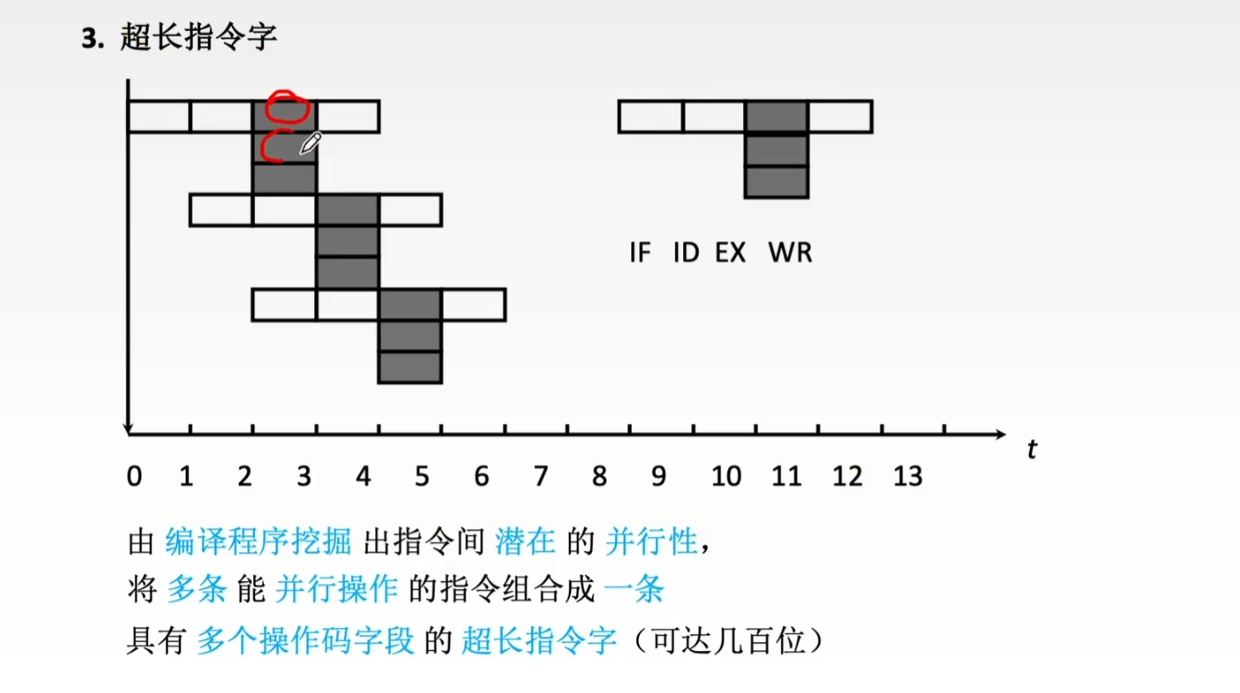 3. 超长指令字
IF ID EX WR
t
0 1 2 3 4 5 6 7 8 9 10 11 12 13
由 编译程序挖掘 出指令间 潜在 的 并行性，
将 多条 能 并行操作 的指令组合成 一条
具有 多个操作码字段 的 超长指令字（可达几百位）